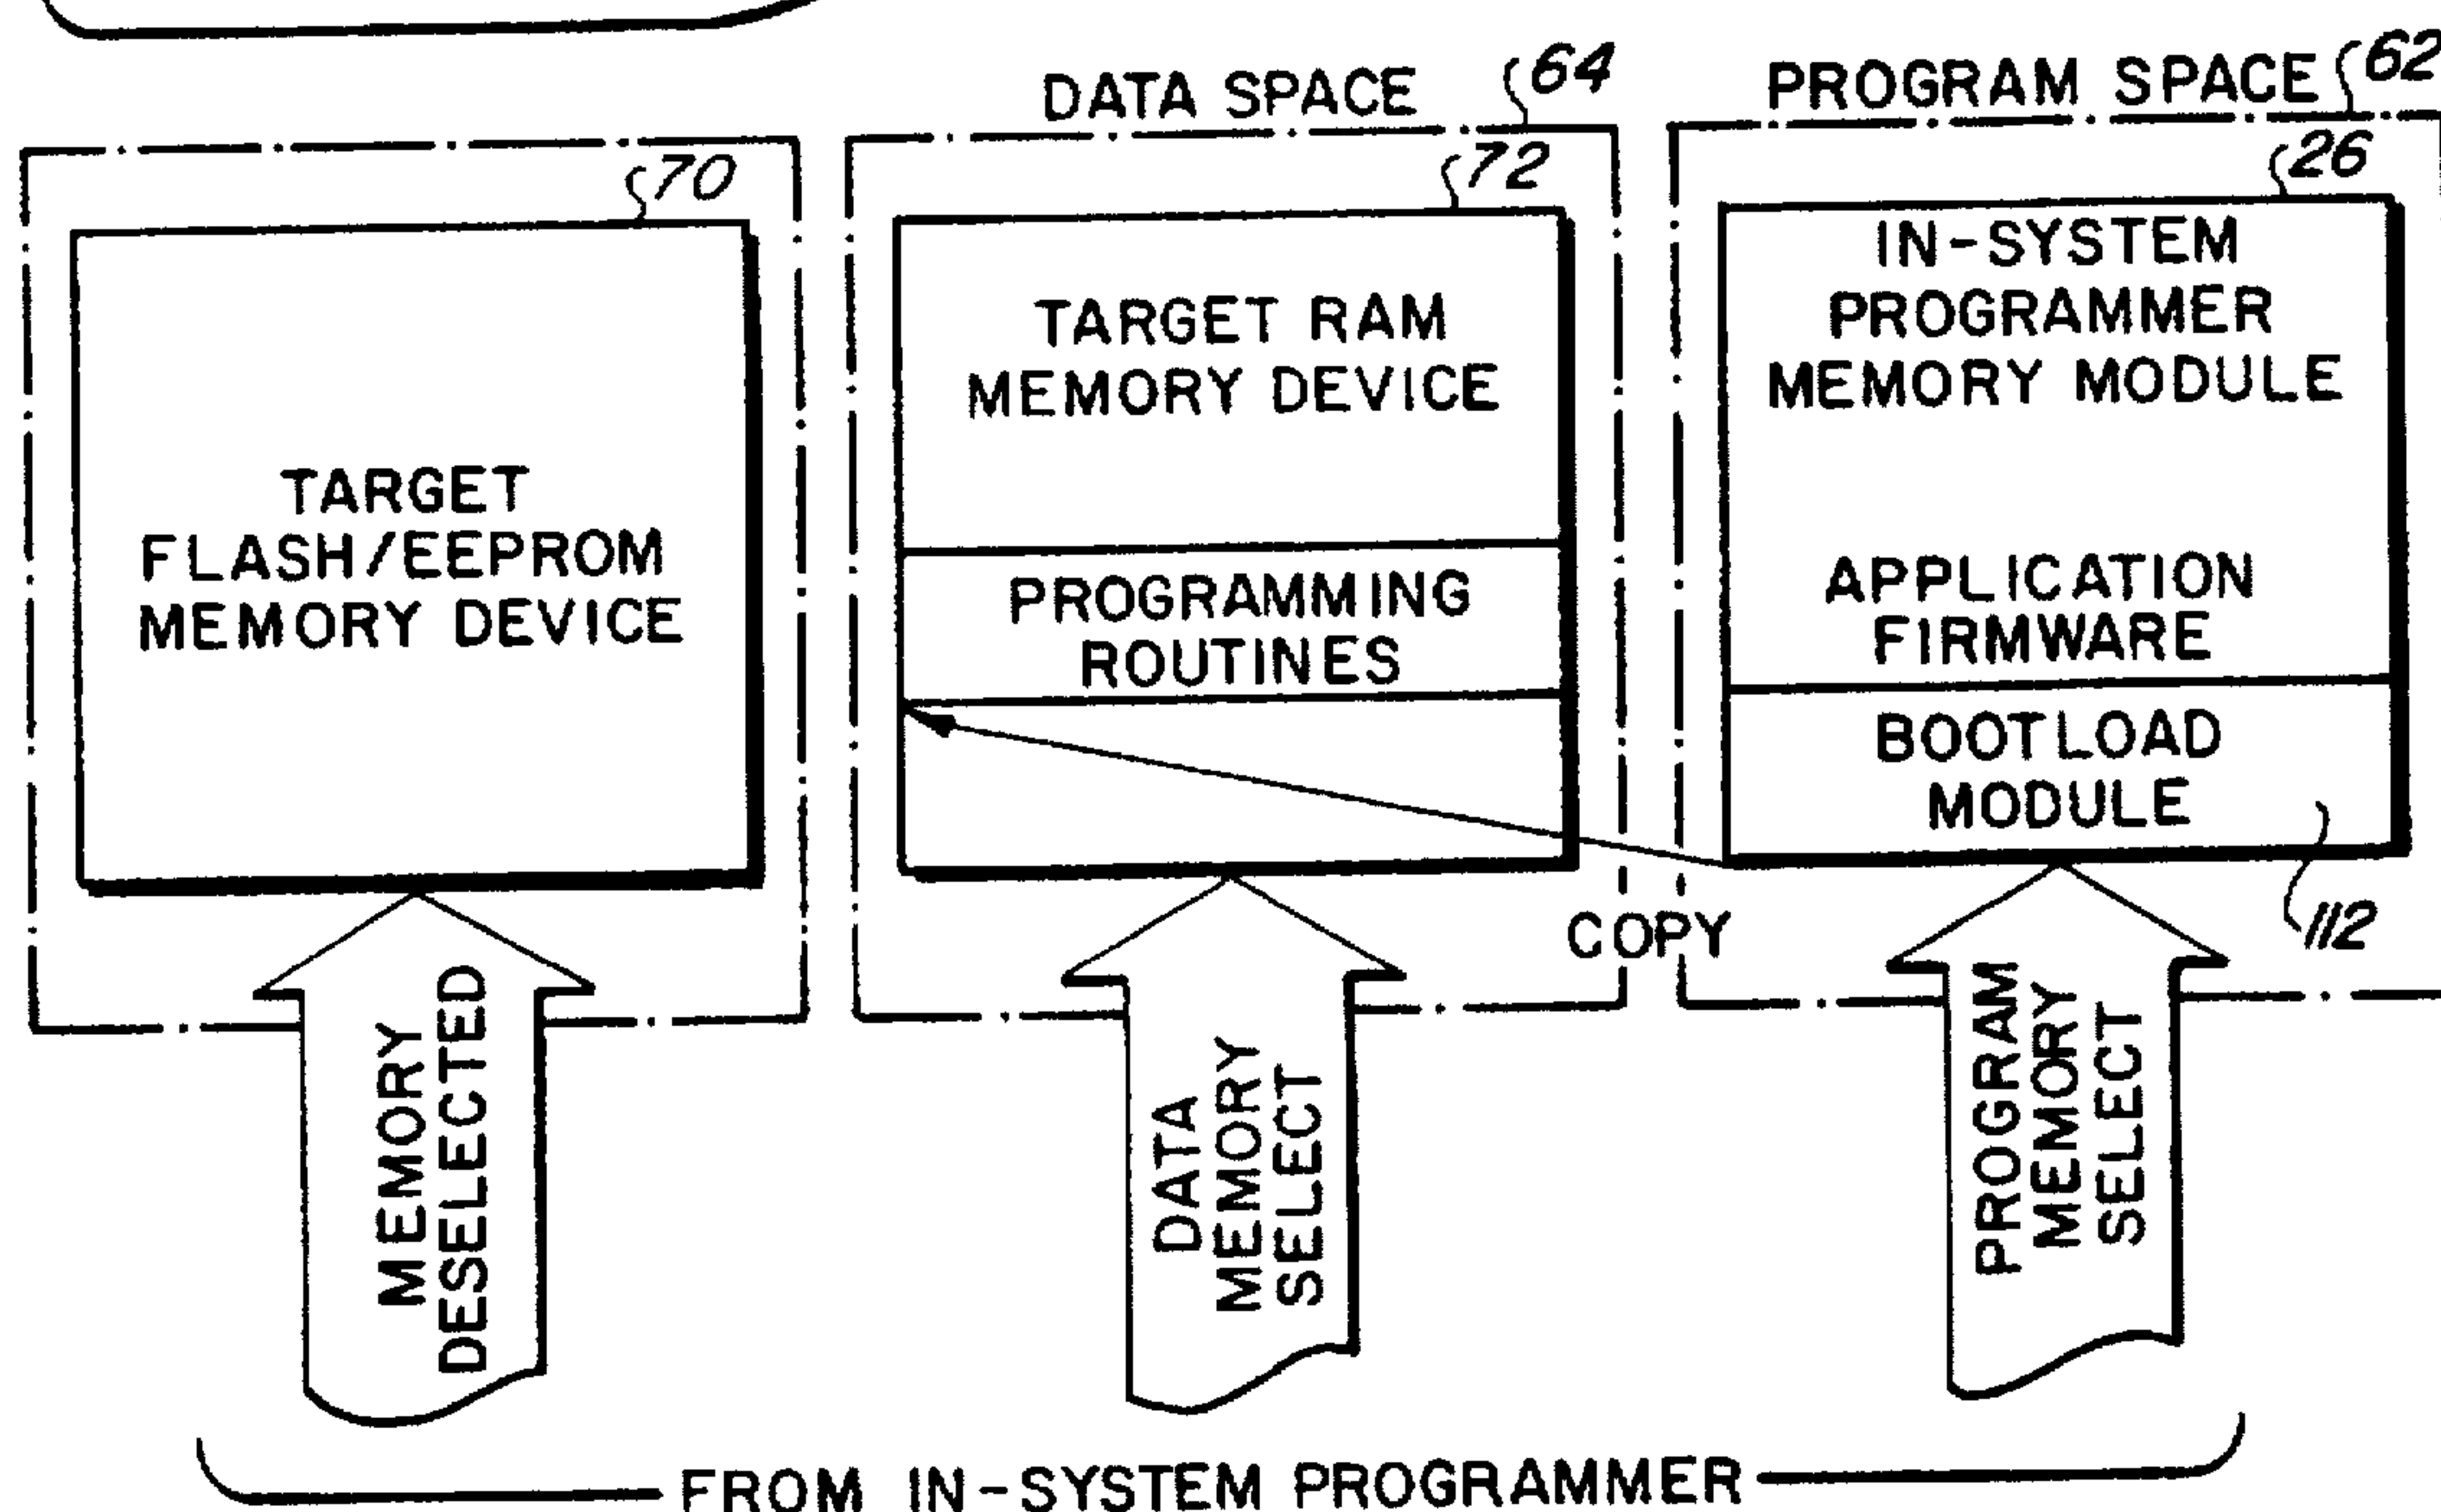 DATA SPACE 64
PROGRAM SPACE 62
70
72
26
TARGET
FLASH/EEPROM
MEMORY DEVICE
TARGET RAM
MEMORY DEVICE
PROGRAMMING
ROUTINES
IN-SYSTEM
PROGRAMMER
MEMORY MODULE
APPLICATION
FIRMWARE
BOOTLOAD
MODULE
112
COPY
MEMORY
DESELECTED
DATA
MEMORY
SELECT
PROGRAM
MEMORY
SELECT
FROM IN-SYSTEM PROGRAMMER